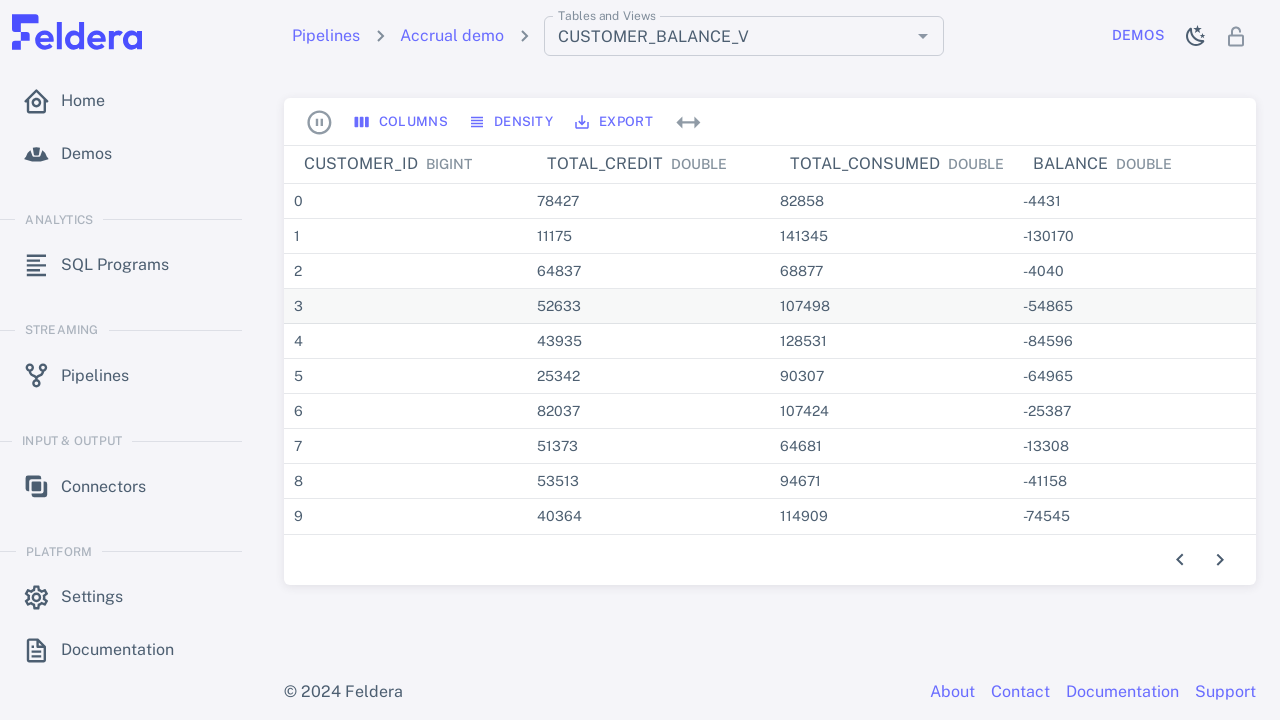 Feldera
Pipelines
Accrual demo
Tables and Views
CUSTOMER_BALANCE_V
DEMOS
Home
Demos
ANALYTICS
SQL Programs
STREAMING
Pipelines
INPUT & OUTPUT
Connectors
PLATFORM
Settings
Documentation
COLUMNS DENSITY EXPORT
CUSTOMER_ID BIGINT TOTAL_CREDIT DOUBLE TOTAL_CONSUMED DOUBLE BALANCE DOUBLE
0 78427 82858 -4431
1 11175 141345 -130170
2 64837 68877 -4040
3 52633 107498 -54865
4 43935 128531 -84596
5 25342 90307 -64965
6 82037 107424 -25387
7 51373 64681 -13308
8 53513 94671 -41158
9 40364 114909 -74545
© 2024 Feldera
About Contact Documentation Support